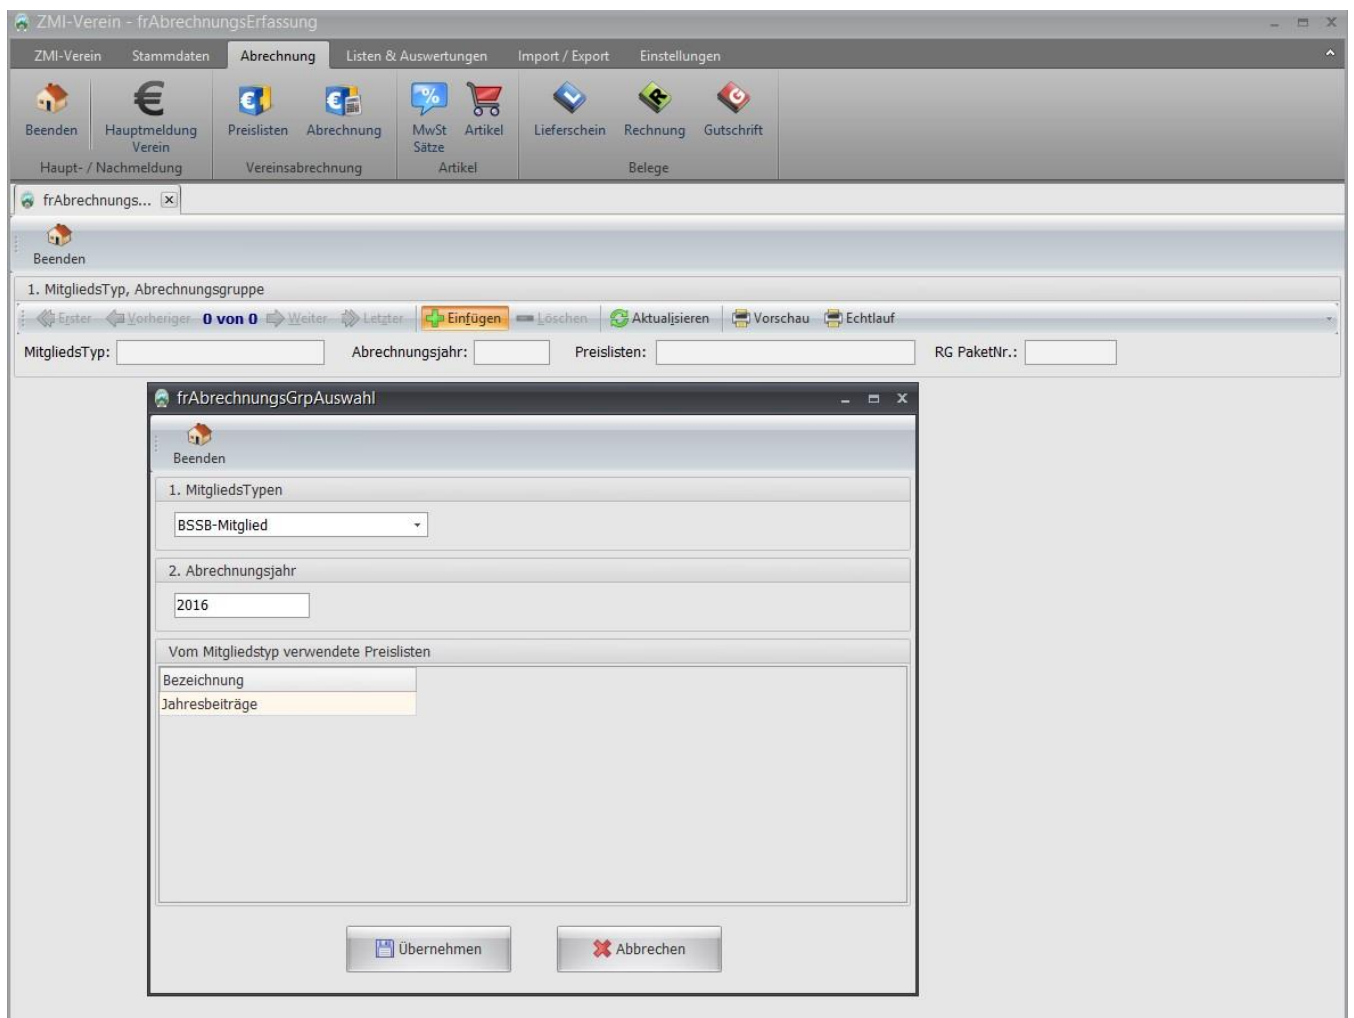 ZMI-Verein - frAbrechnungsErfassung
ZMI-Verein Stammdaten Abrechnung Listen & Auswertungen Import / Export Einstellungen
Beenden Hauptmeldung Verein Preislisten Abrechnung MwSt Sätze Artikel Lieferschein Rechnung Gutschrift
Haupt- / Nachmeldung Vereinsabrechnung Artikel Belege
frAbrechnungs...
Beenden
1. MitgliedsTyp, Abrechnungsgruppe
Erster Vorheriger 0 von 0 Weiter Letzter Einfügen Löschen Aktualisieren Vorschau Echtlauf
MitgliedsTyp: Abrechnungsjahr: Preislisten: RG PaketNr.:
frAbrechnungsGrpAuswahl
Beenden
1. MitgliedsTypen
BSSB-Mitglied
2. Abrechnungsjahr
2016
Vom Mitgliedstyp verwendete Preislisten
Bezeichnung
Jahresbeiträge
Übernehmen Abbrechen